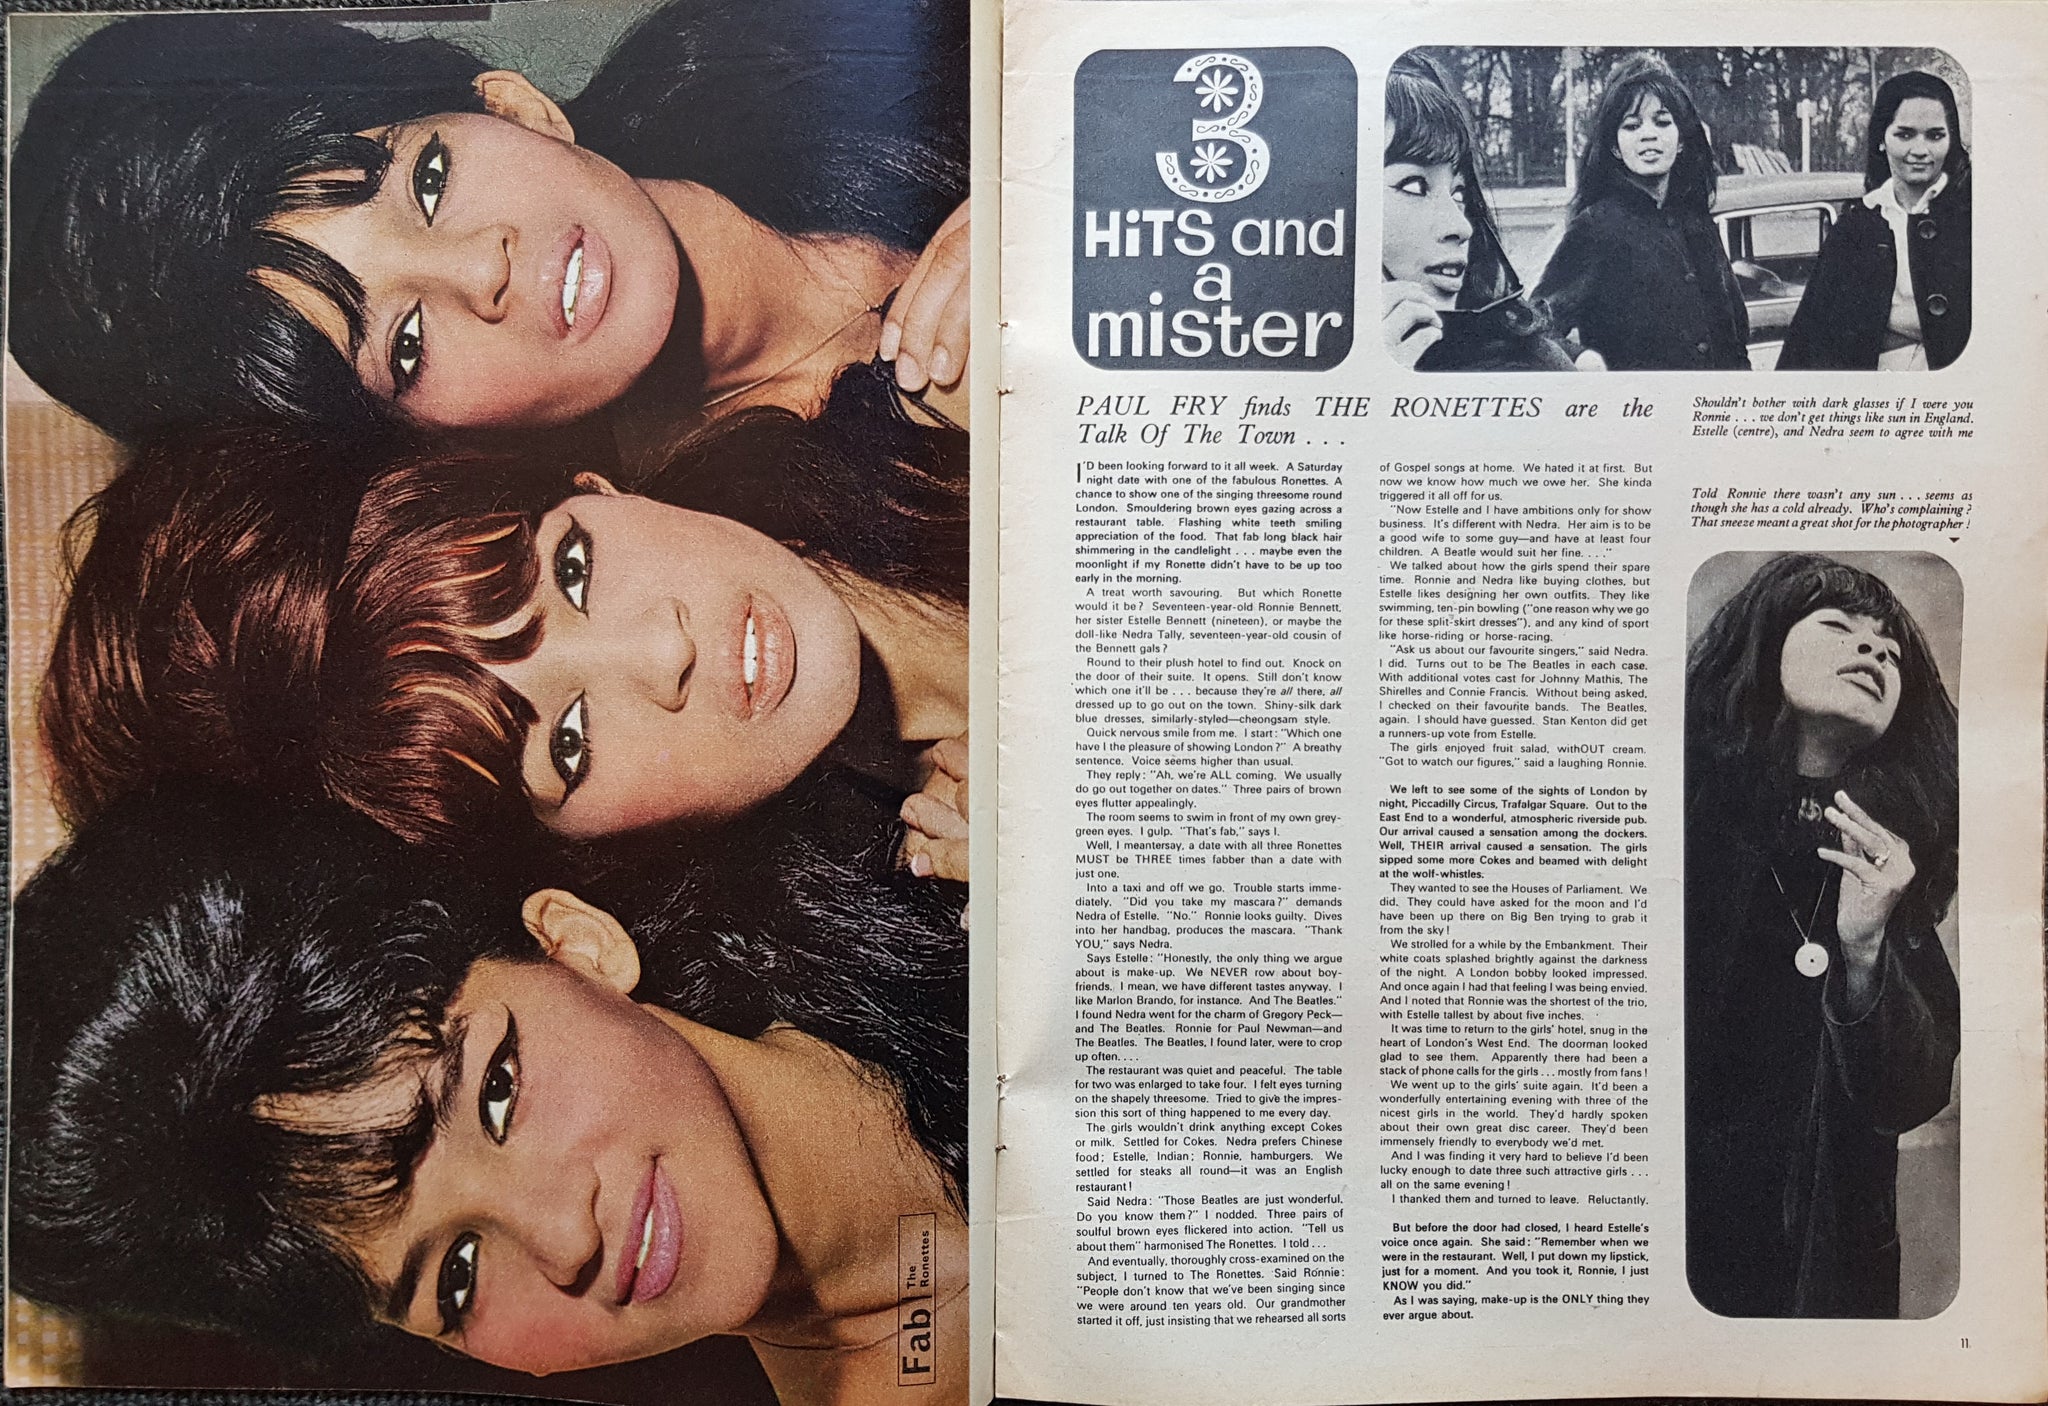 Fab
The
Ronettes
3
HiTS and
a
mister
PAUL FRY finds THE RONETTES are the
Talk Of The Town . . .
Shouldn't bother with dark glasses if I were you
Ronnie . . . we don't get things like sun in England.
Estelle (centre), and Nedra seem to agree with me
Told Ronnie there wasn't any sun . . . seems as
though she has a cold already. Who's complaining?
That sneeze meant a great shot for the photographer!
I'D been looking forward to it all week. A Saturday
night date with one of the fabulous Ronettes. A
chance to show one of the singing threesome round
London. Smouldering brown eyes gazing across a
restaurant table. Flashing white teeth smiling
appreciation of the food. That fab long black hair
shimmering in the candlelight . . . maybe even the
moonlight if my Ronette didn't have to be up too
early in the morning.
A treat worth savouring. But which Ronette
would it be? Seventeen-year-old Ronnie Bennett,
her sister Estelle Bennett (nineteen), or maybe the
doll-like Nedra Tally, seventeen-year-old cousin of
the Bennett gals?
Round to their plush hotel to find out. Knock on
the door of their suite. It opens. Still don't know
which one it'll be . . . because they're all there, all
dressed up to go out on the town. Shiny-silk dark
blue dresses, similarly-styled—cheongsam style.
Quick nervous smile from me. I start: "Which one
have I the pleasure of showing London?" A breathy
sentence. Voice seems higher than usual.
They reply: "Ah, we're ALL coming. We usually
do go out together on dates." Three pairs of brown
eyes flutter appealingly.
The room seems to swim in front of my own grey-
green eyes. I gulp. "That's fab," says I.
Well, I meantersay, a date with all three Ronettes
MUST be THREE times fabber than a date with
just one.
Into a taxi and off we go. Trouble starts imme-
diately. "Did you take my mascara?" demands
Nedra of Estelle. "No." Ronnie looks guilty. Dives
into her handbag, produces the mascara. "Thank
YOU," says Nedra.
Says Estelle: "Honestly, the only thing we argue
about is make-up. We NEVER row about boy-
friends. I mean, we have different tastes anyway. I
like Marlon Brando, for instance. And The Beatles."
I found Nedra went for the charm of Gregory Peck—
and The Beatles. Ronnie for Paul Newman—and
The Beatles. The Beatles, I found later, were to crop
up often. . . .
The restaurant was quiet and peaceful. The table
for two was enlarged to take four. I felt eyes turning
on the shapely threesome. Tried to give the impres-
sion this sort of thing happened to me every day.
The girls wouldn't drink anything except Cokes
or milk. Settled for Cokes. Nedra prefers Chinese
food; Estelle, Indian; Ronnie, hamburgers. We
settled for steaks all round—it was an English
restaurant!
Said Nedra: "Those Beatles are just wonderful.
Do you know them?" I nodded. Three pairs of
soulful brown eyes flickered into action. "Tell us
about them" harmonised The Ronettes. I told . . .
And eventually, thoroughly cross-examined on the
subject, I turned to The Ronettes. Said Ronnie:
"People don't know that we've been singing since
we were around ten years old. Our grandmother
started it off, just insisting that we rehearsed all sorts
of Gospel songs at home. We hated it at first. But
now we know how much we owe her. She kinda
triggered it all off for us.
"Now Estelle and I have ambitions only for show
business. It's different with Nedra. Her aim is to be
a good wife to some guy—and have at least four
children. A Beatle would suit her fine. . . ."
We talked about how the girls spend their spare
time. Ronnie and Nedra like buying clothes, but
Estelle likes designing her own outfits. They like
swimming, ten-pin bowling ("one reason why we go
for these split-skirt dresses"), and any kind of sport
like horse-riding or horse-racing.
"Ask us about our favourite singers," said Nedra.
I did. Turns out to be The Beatles in each case.
With additional votes cast for Johnny Mathis, The
Shirelles and Connie Francis. Without being asked,
I checked on their favourite bands. The Beatles,
again. I should have guessed. Stan Kenton did get
a runners-up vote from Estelle.
The girls enjoyed fruit salad, withOUT cream.
"Got to watch our figures," said a laughing Ronnie.
We left to see some of the sights of London by
night, Piccadilly Circus, Trafalgar Square. Out to the
East End to a wonderful, atmospheric riverside pub.
Our arrival caused a sensation among the dockers.
Well, THEIR arrival caused a sensation. The girls
sipped some more Cokes and beamed with delight
at the wolf-whistles.
They wanted to see the Houses of Parliament. We
did. They could have asked for the moon and I'd
have been up there on Big Ben trying to grab it
from the sky!
We strolled for a while by the Embankment. Their
white coats splashed brightly against the darkness
of the night. A London bobby looked impressed.
And once again I had that feeling I was being envied.
And I noted that Ronnie was the shortest of the trio,
with Estelle tallest by about five inches.
It was time to return to the girls' hotel, snug in the
heart of London's West End. The doorman looked
glad to see them. Apparently there had been a
stack of phone calls for the girls . . . mostly from fans!
We went up to the girls' suite again. It'd been a
wonderfully entertaining evening with three of the
nicest girls in the world. They'd hardly spoken
about their own great disc career. They'd been
immensely friendly to everybody we'd met.
And I was finding it very hard to believe I'd been
lucky enough to date three such attractive girls . . .
all on the same evening!
I thanked them and turned to leave. Reluctantly.
But before the door had closed, I heard Estelle's
voice once again. She said: "Remember when we
were in the restaurant. Well, I put down my lipstick,
just for a moment. And you took it, Ronnie, I just
KNOW you did."
As I was saying, make-up is the ONLY thing they
ever argue about.
11